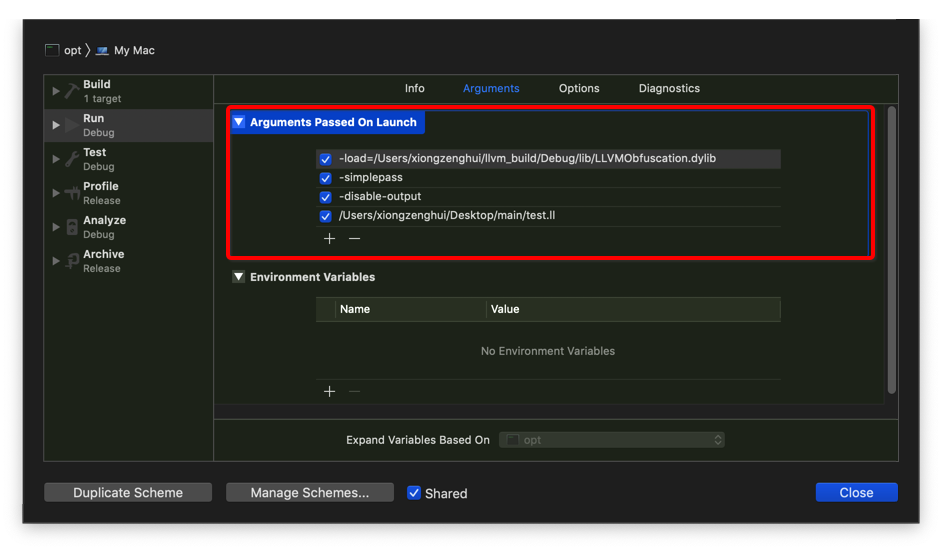 opt 〉 My Mac
Build
1 target
Run
Debug
Test
Debug
Profile
Release
Analyze
Debug
Archive
Release
Info Arguments Options Diagnostics
Arguments Passed On Launch
-load=/Users/xiongzenghui/llvm_build/Debug/lib/LLVMObfuscation.dylib
-simplepass
-disable-output
/Users/xiongzenghui/Desktop/main/test.ll
Environment Variables
Name Value
No Environment Variables
Expand Variables Based On opt
Duplicate Scheme Manage Schemes... Shared Close